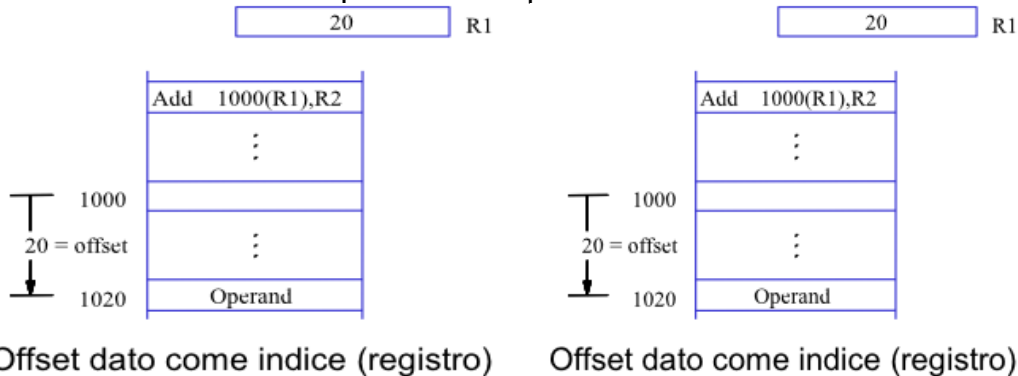 20 R1
Add 1000(R1),R2
1000
20 = offset
1020 Operand
Offset dato come indice (registro)
20 R1
Add 1000(R1),R2
1000
20 = offset
1020 Operand
Offset dato come indice (registro)